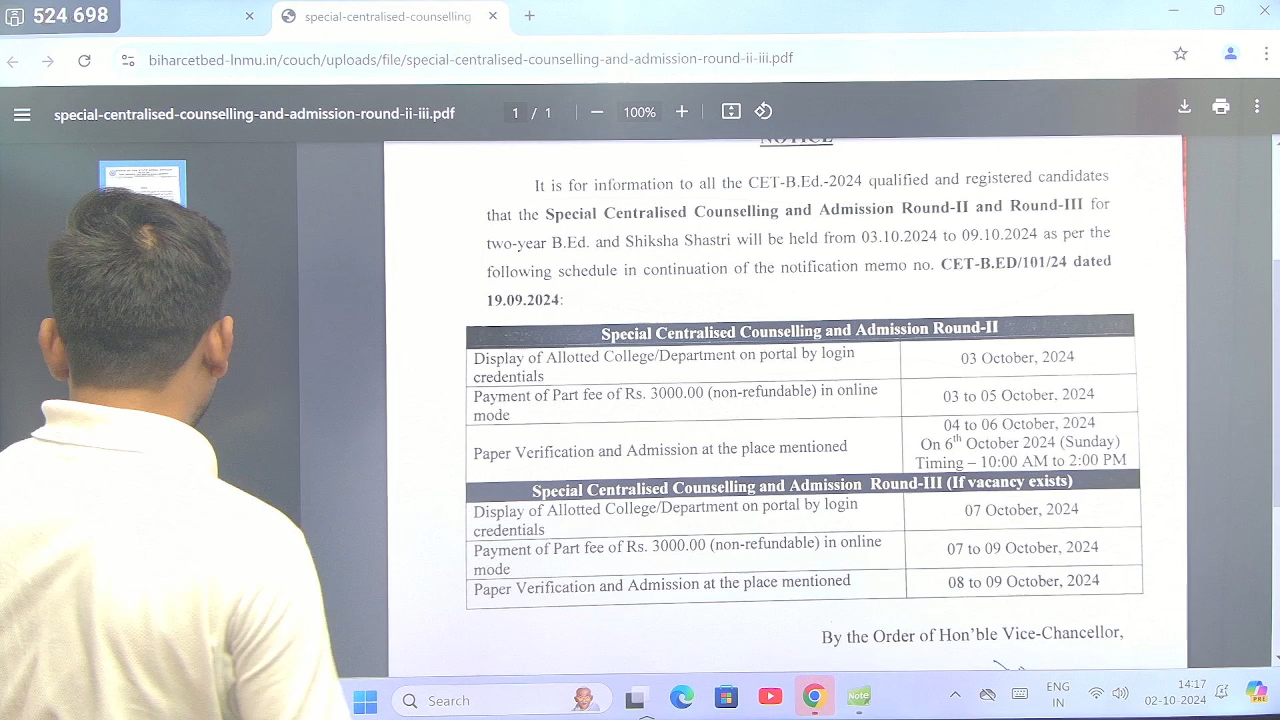 524 698
special-centralised-counselling
biharcetbed-lnmu.in/couch/uploads/file/special-centralised-counselling-and-admission-round-ii-iii.pdf
special-centralised-counselling-and-admission-round-ii-iii.pdf
1 / 1
100%
NOTICE
It is for information to all the CET-B.Ed.-2024 qualified and registered candidates
that the Special Centralised Counselling and Admission Round-II and Round-III for
two-year B.Ed. and Shiksha Shastri will be held from 03.10.2024 to 09.10.2024 as per the
following schedule in continuation of the notification memo no. CET-B.ED/101/24 dated
19.09.2024:
Special Centralised Counselling and Admission Round-II
Display of Allotted College/Department on portal by login
credentials
03 October, 2024
Payment of Part fee of Rs. 3000.00 (non-refundable) in online
mode
03 to 05 October, 2024
Paper Verification and Admission at the place mentioned
04 to 06 October, 2024
On 6th October 2024 (Sunday)
Timing – 10:00 AM to 2:00 PM
Special Centralised Counselling and Admission Round-III (If vacancy exists)
Display of Allotted College/Department on portal by login
credentials
07 October, 2024
Payment of Part fee of Rs. 3000.00 (non-refundable) in online
mode
07 to 09 October, 2024
Paper Verification and Admission at the place mentioned
08 to 09 October, 2024
By the Order of Hon'ble Vice-Chancellor,
Search
Note
ENG
IN
14:17
02-10-2024
PRE